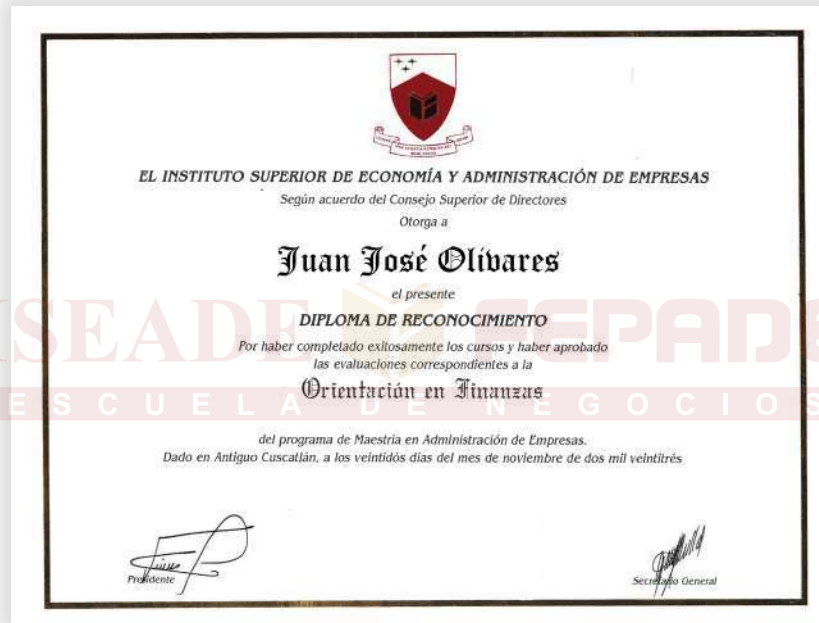 EL INSTITUTO SUPERIOR DE ECONOMÍA Y ADMINISTRACIÓN DE EMPRESAS
Según acuerdo del Consejo Superior de Directores
Otorga a
Juan José Olivares
el presente
DIPLOMA DE RECONOCIMIENTO
ISEADE FEPADE
Por haber completado exitosamente los cursos y haber aprobado
las evaluaciones correspondientes a la
Orientación en Finanzas
ESCUELA DE NEGOCIOS
del programa de Maestría en Administración de Empresas.
Dado en Antiguo Cuscatlán, a los veintidós días del mes de noviembre de dos mil veintitrés
Presidente
Secretario General